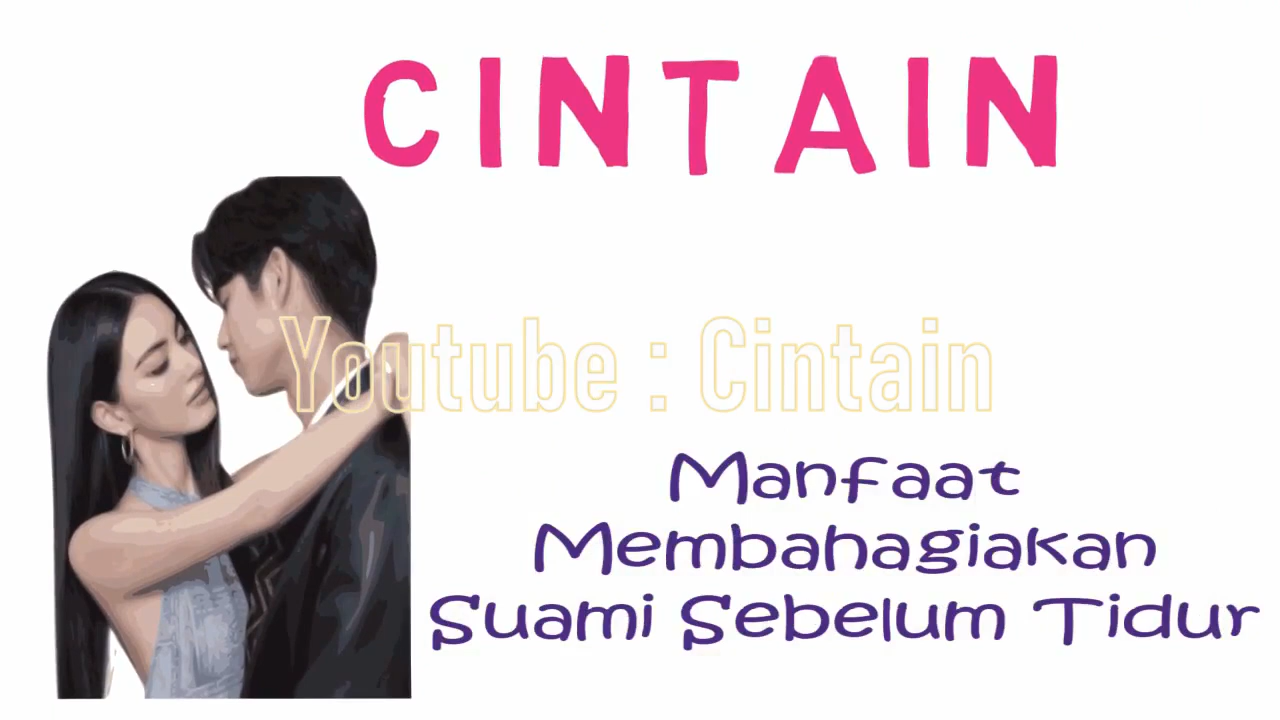 CINTAIN
Youtube : Cintain
Manfaat
Membahagiakan
Suami Sebelum Tidur